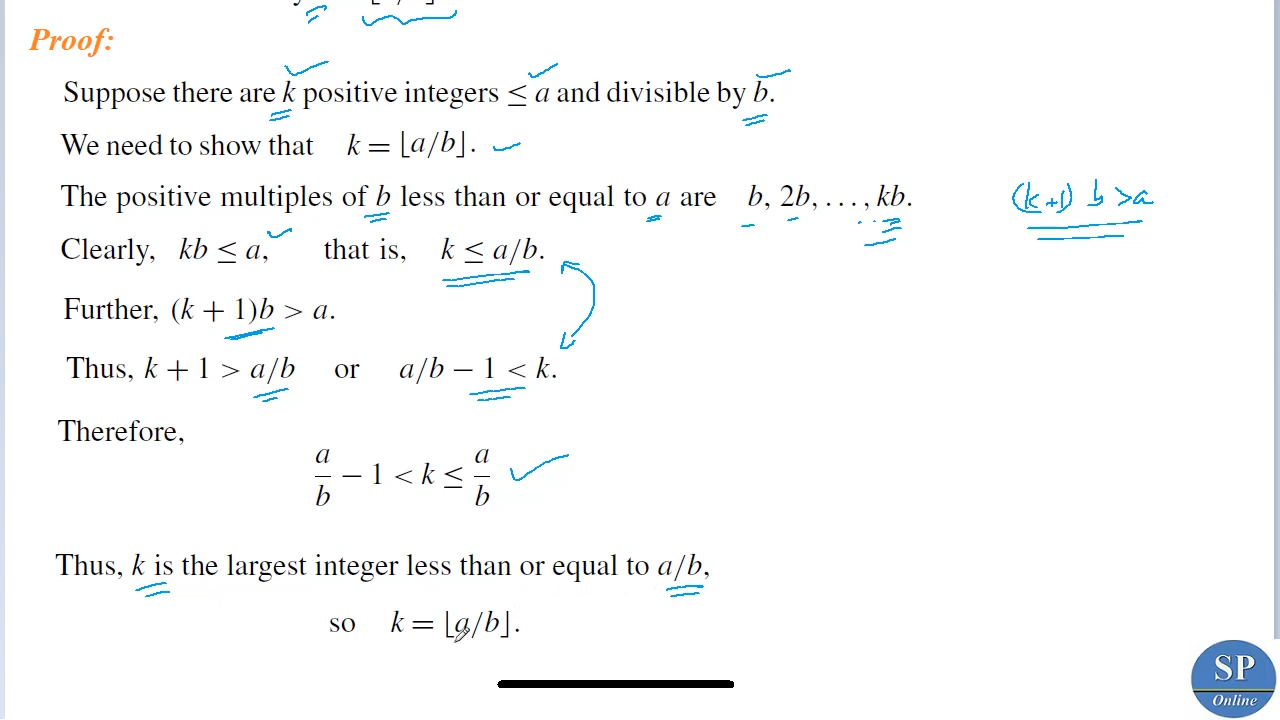 Proof:
Suppose there are k positive integers ≤ a and divisible by b.
We need to show that k = ⌊a/b⌋.
The positive multiples of b less than or equal to a are b, 2b, . . . , kb. (k+1) b >a
Clearly, kb ≤ a, that is, k ≤ a/b.
Further, (k + 1)b > a.
Thus, k + 1 > a/b or a/b − 1 < k.
Therefore,
a/b − 1 < k ≤ a/b
Thus, k is the largest integer less than or equal to a/b,
so k = ⌊a/b⌋.
SP
Online